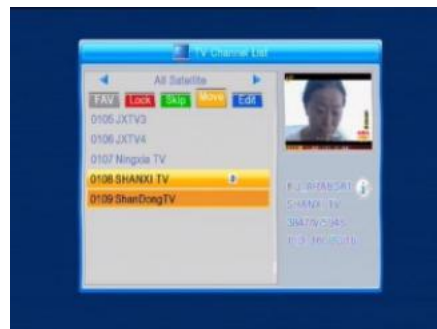 TV Channel List
All Satellite
FAV Lock Skip Move Edit
0105 JXTV3
0106 JXTV4
0107 Ningxia TV
0108 SHANXI TV
0109 ShanDongTV
SHANXI TV